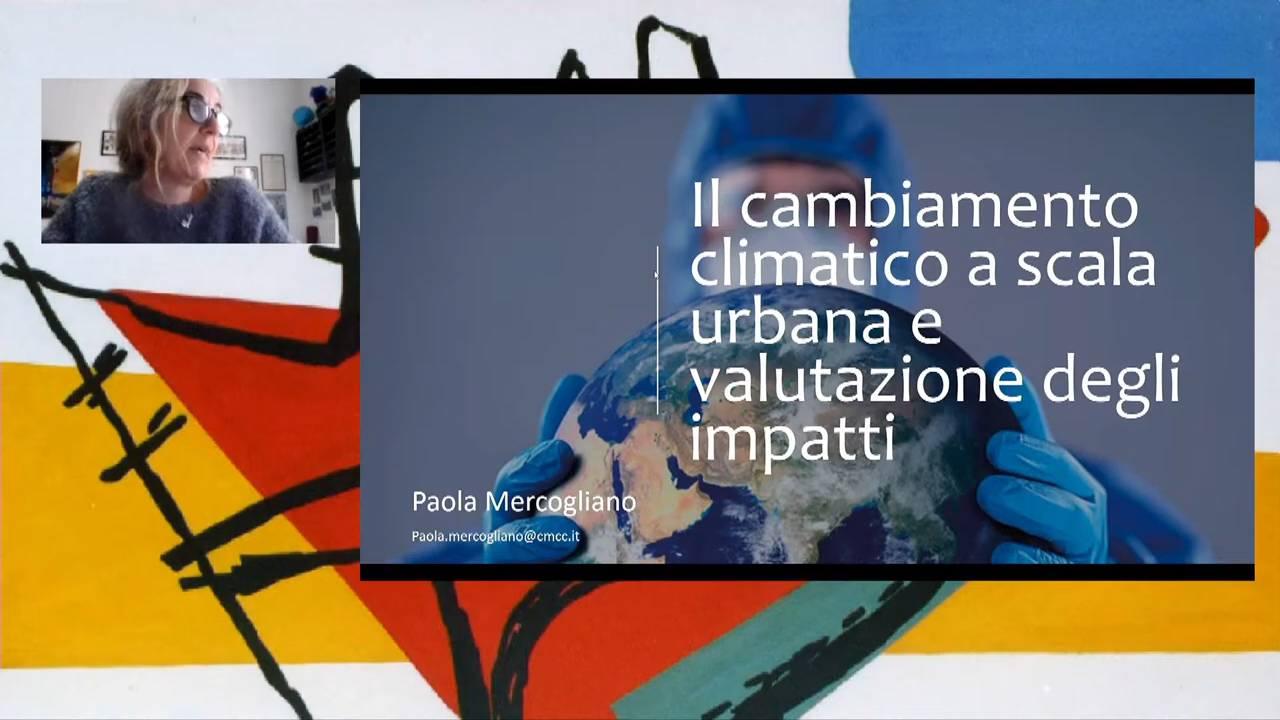 Il cambiamento
climatico a scala
urbana e
valutazione degli
impatti
Paola Mercogliano
Paola.mercogliano@cmcc.it